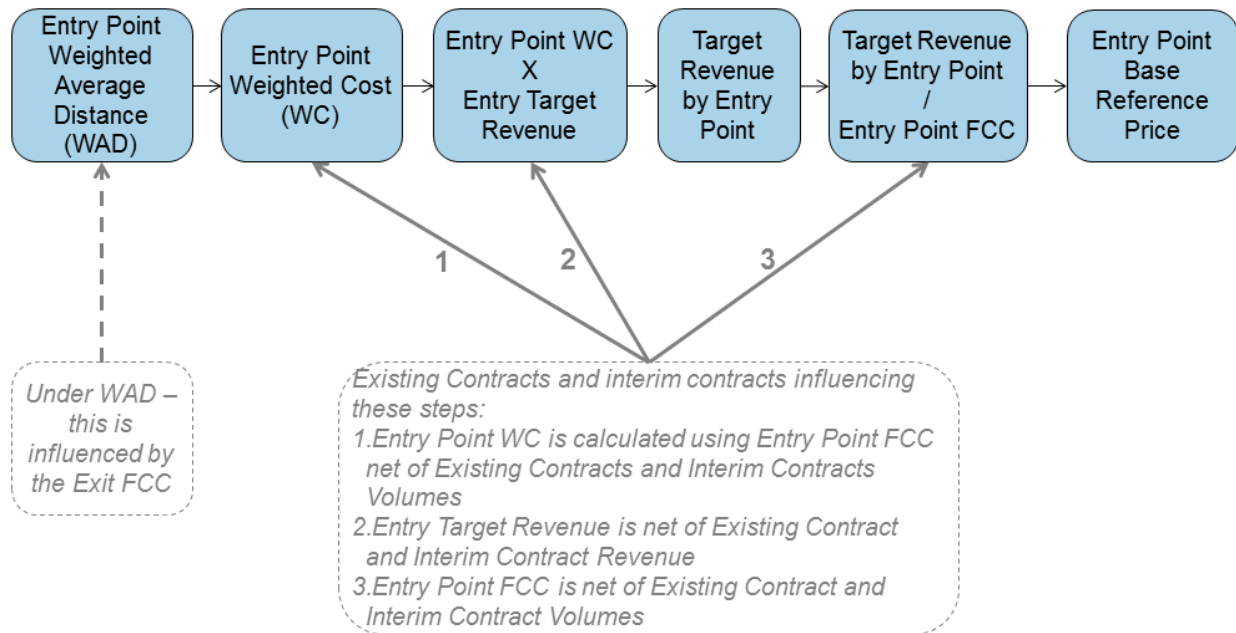 Entry Point
Weighted
Average
Distance
(WAD)
Entry Point
Weighted Cost
(WC)
Entry Point WC
X
Entry Target
Revenue
Target
Revenue
by Entry
Point
Target Revenue
by Entry Point
/
Entry Point FCC
Entry Point
Base
Reference
Price
1
2
3
Under WAD –
this is
influenced by
the Exit FCC
Existing Contracts and interim contracts influencing
these steps:
1.Entry Point WC is calculated using Entry Point FCC
net of Existing Contracts and Interim Contracts
Volumes
2.Entry Target Revenue is net of Existing Contract
and Interim Contract Revenue
3.Entry Point FCC is net of Existing Contract and
Interim Contract Volumes